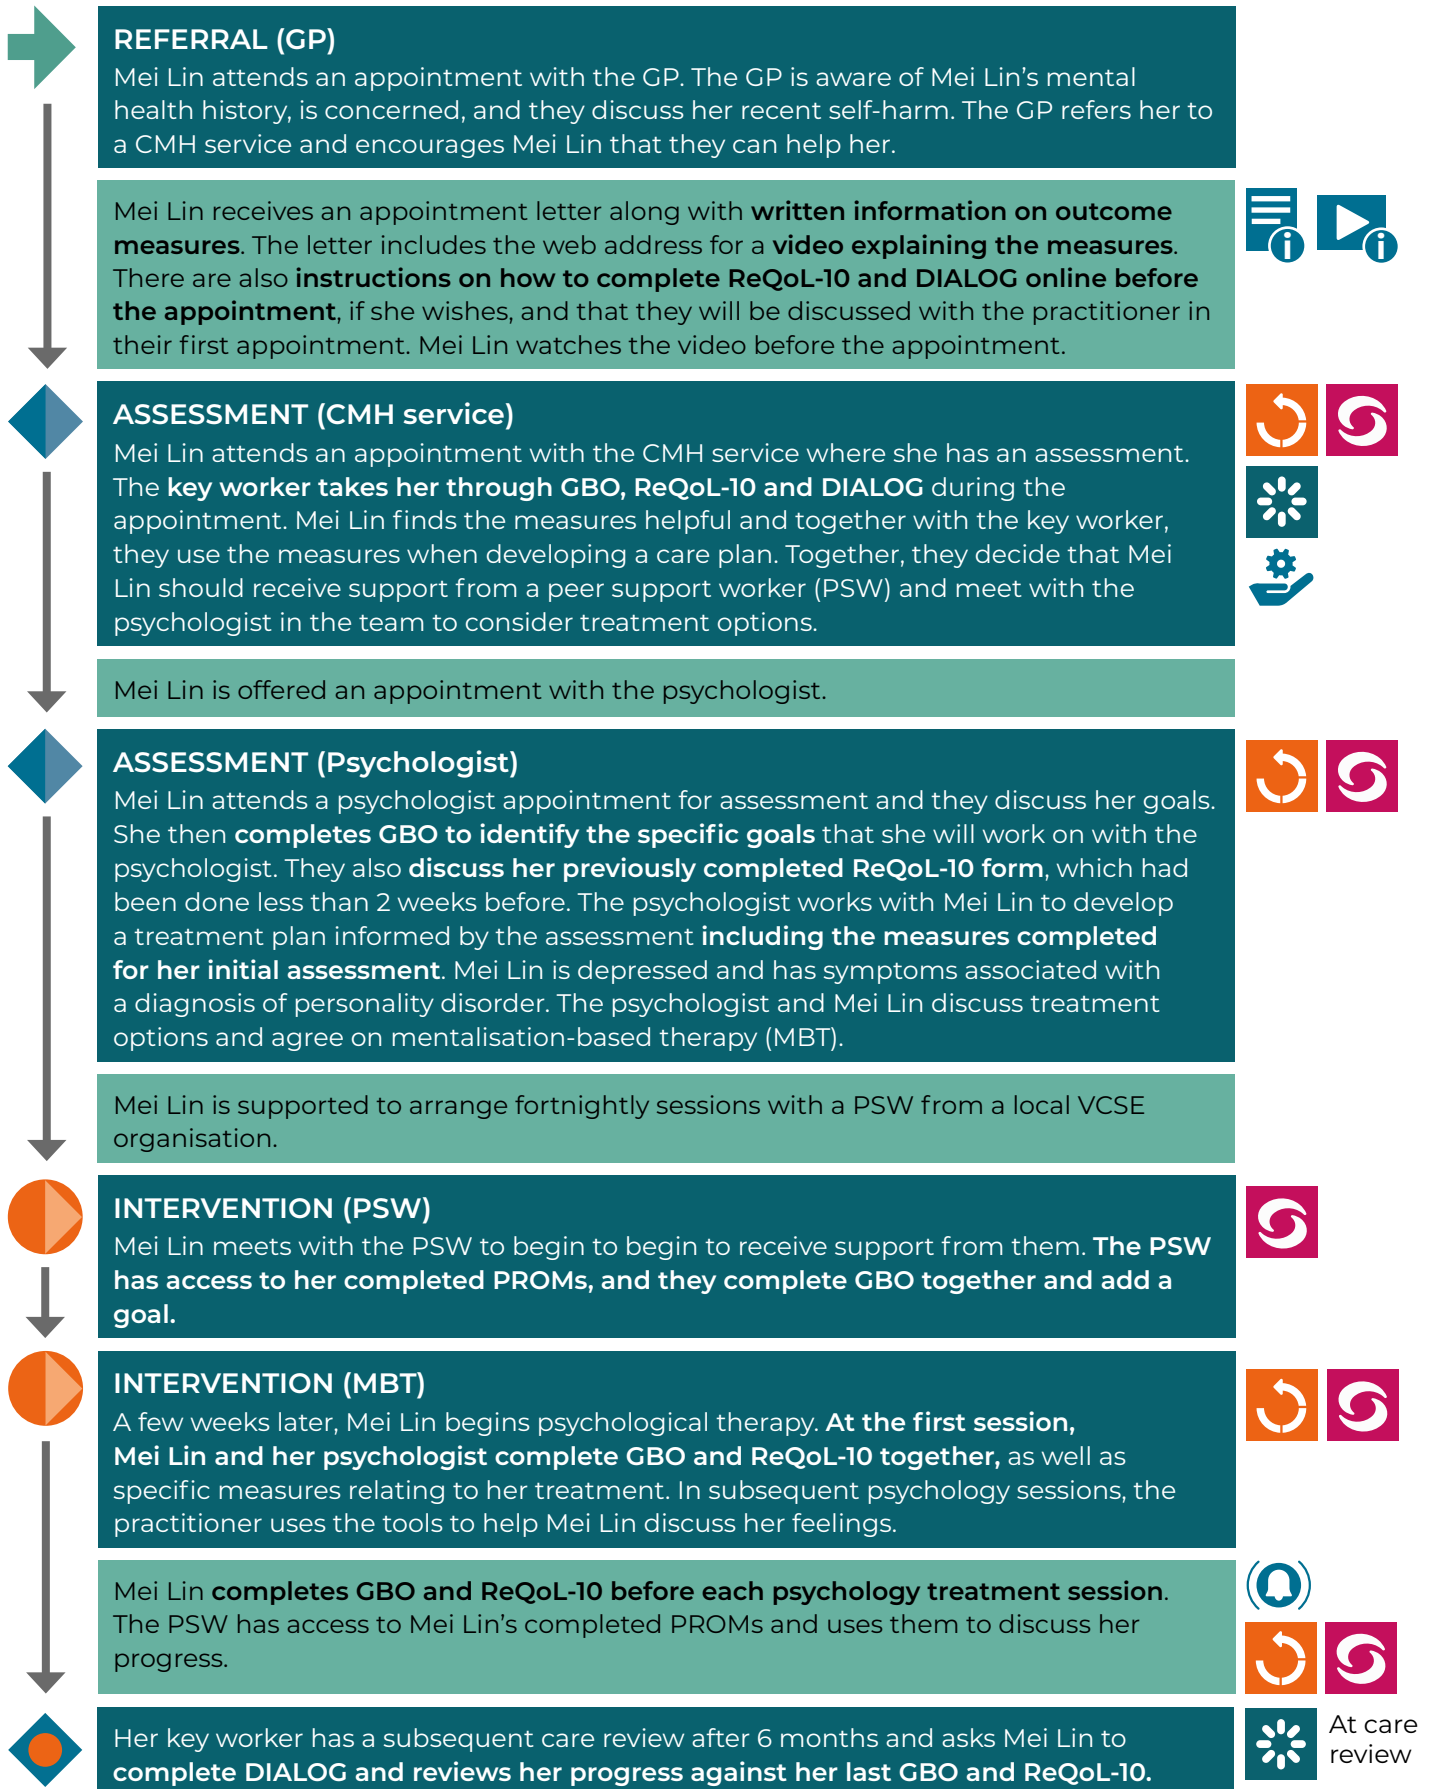 REFERRAL (GP)
Mei Lin attends an appointment with the GP. The GP is aware of Mei Lin’s mental
health history, is concerned, and they discuss her recent self-harm. The GP refers her to
a CMH service and encourages Mei Lin that they can help her.
Mei Lin receives an appointment letter along with written information on outcome
measures. The letter includes the web address for a video explaining the measures.
There are also instructions on how to complete ReQoL-10 and DIALOG online before
the appointment, if she wishes, and that they will be discussed with the practitioner in
their first appointment. Mei Lin watches the video before the appointment.
ASSESSMENT (CMH service)
Mei Lin attends an appointment with the CMH service where she has an assessment.
The key worker takes her through GBO, ReQoL-10 and DIALOG during the
appointment. Mei Lin finds the measures helpful and together with the key worker,
they use the measures when developing a care plan. Together, they decide that Mei
Lin should receive support from a peer support worker (PSW) and meet with the
psychologist in the team to consider treatment options.
Mei Lin is offered an appointment with the psychologist.
ASSESSMENT (Psychologist)
Mei Lin attends a psychologist appointment for assessment and they discuss her goals.
She then completes GBO to identify the specific goals that she will work on with the
psychologist. They also discuss her previously completed ReQoL-10 form, which had
been done less than 2 weeks before. The psychologist works with Mei Lin to develop
a treatment plan informed by the assessment including the measures completed
for her initial assessment. Mei Lin is depressed and has symptoms associated with
a diagnosis of personality disorder. The psychologist and Mei Lin discuss treatment
options and agree on mentalisation-based therapy (MBT).
Mei Lin is supported to arrange fortnightly sessions with a PSW from a local VCSE
organisation.
INTERVENTION (PSW)
Mei Lin meets with the PSW to begin to begin to receive support from them. The PSW
has access to her completed PROMs, and they complete GBO together and add a
goal.
INTERVENTION (MBT)
A few weeks later, Mei Lin begins psychological therapy. At the first session,
Mei Lin and her psychologist complete GBO and ReQoL-10 together, as well as
specific measures relating to her treatment. In subsequent psychology sessions, the
practitioner uses the tools to help Mei Lin discuss her feelings.
Mei Lin completes GBO and ReQoL-10 before each psychology treatment session.
The PSW has access to Mei Lin’s completed PROMs and uses them to discuss her
progress.
Her key worker has a subsequent care review after 6 months and asks Mei Lin to
complete DIALOG and reviews her progress against her last GBO and ReQoL-10.
At care
review